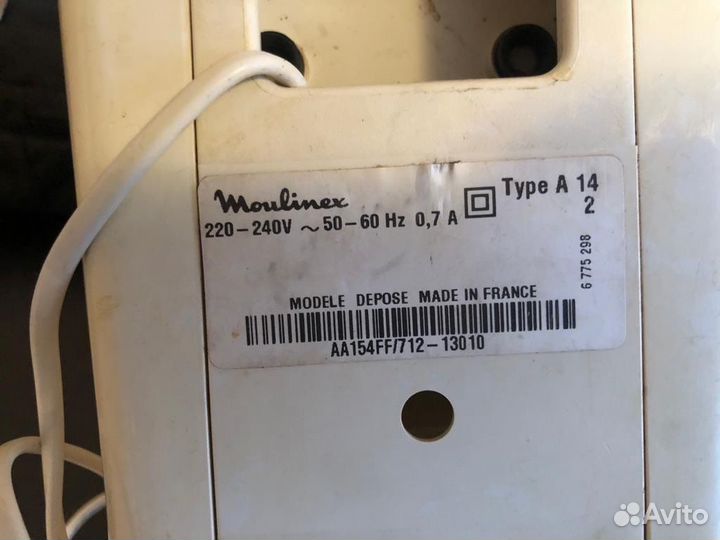 Moulinex
Type A 14
2
220-240V ~ 50-60 Hz 0,7 A
6 775 298
MODELE DEPOSE MADE IN FRANCE
AA154FF/712-13010
Avito